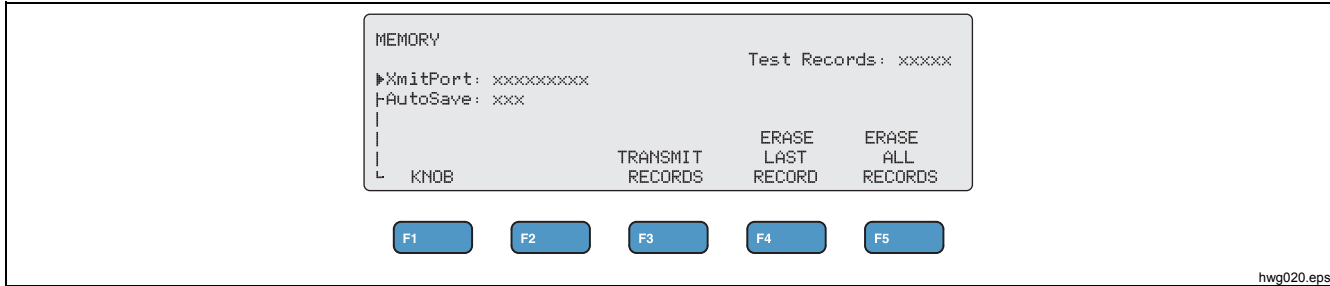 MEMORY
Test Records: xxxxx
XmitPort: xxxxxxxxx
AutoSave: xxx
ERASE ERASE
TRANSMIT LAST ALL
KNOB RECORDS RECORD RECORDS
F1 F2 F3 F4 F5
hwg020.eps